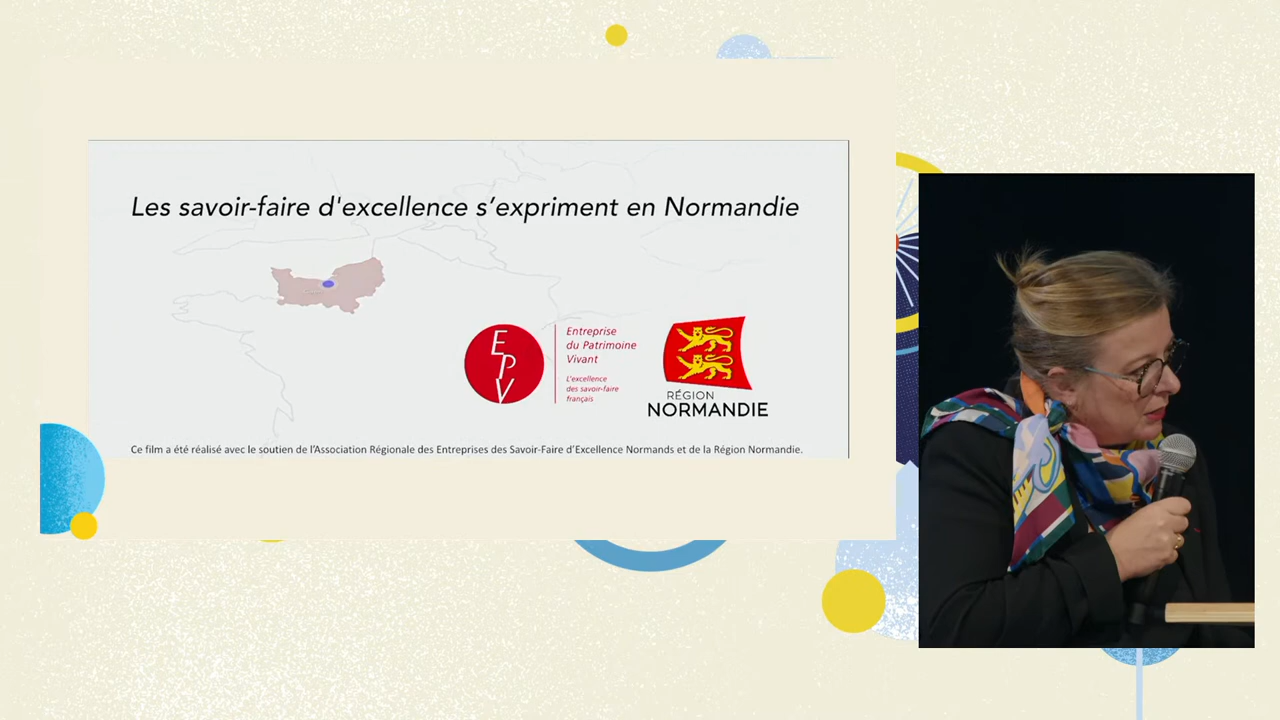 Les savoir-faire d'excellence s’expriment en Normandie
EPV
Entreprise
du Patrimoine
Vivant
L'excellence
des savoir-faire
français
RÉGION
NORMANDIE
Ce film a été réalisé avec le soutien de l’Association Régionale des Entreprises des Savoir-Faire d’Excellence Normands et de la Région Normandie.